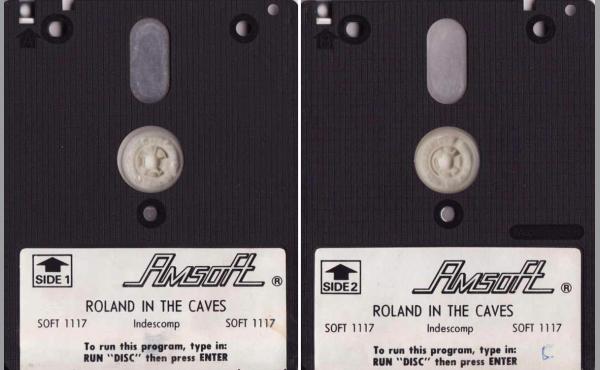 SIDE 1
Amsoft ®
ROLAND IN THE CAVES
SOFT 1117 Indescomp SOFT 1117
To run this program, type in:
RUN "DISC" then press ENTER
SIDE 2
Amsoft ®
ROLAND IN THE CAVES
SOFT 1117 Indescomp SOFT 1117
To run this program, type in:
RUN "DISC" then press ENTER